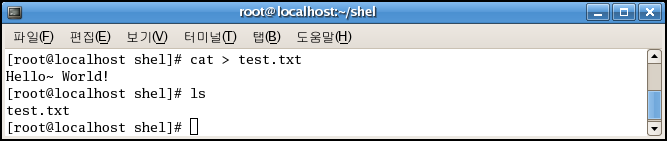 root@localhost:~/shel
파일(F) 편집(E) 보기(V) 터미널(T) 탭(B) 도움말(H)
[root@localhost shel]# cat > test.txt
Hello~ World!
[root@localhost shel]# ls
test.txt
[root@localhost shel]#